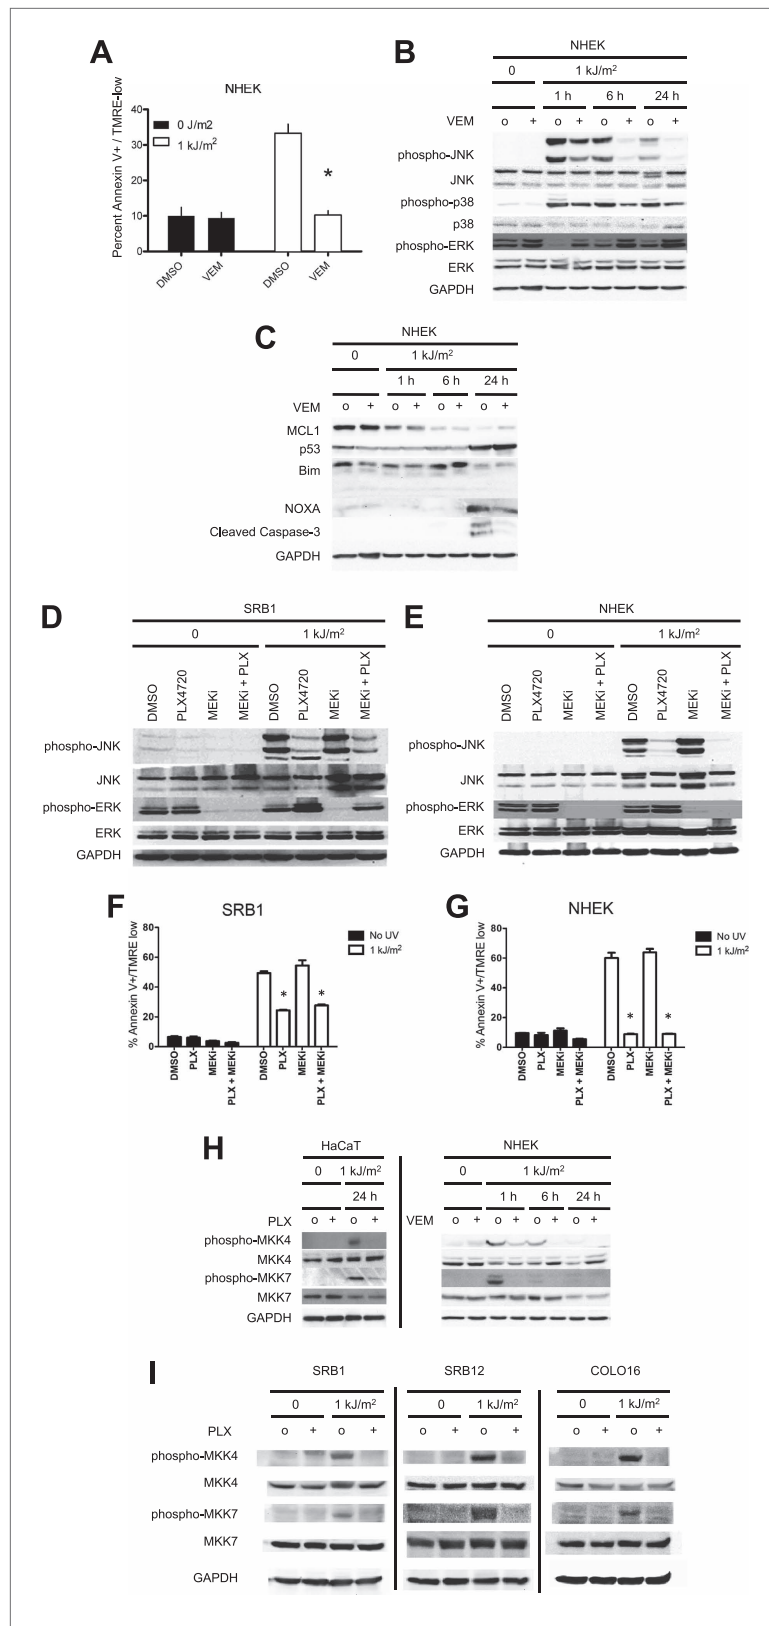 A
NHEK
0 J/m2
1 kJ/m²
Percent Annexin V+ / TMRE-low
40
30
20
10
0
*
DMSO
VEM
DMSO
VEM
B
NHEK
0
1 kJ/m²
1 h
6 h
24 h
VEM
o + o + o + o +
phospho-JNK
JNK
phospho-p38
p38
phospho-ERK
ERK
GAPDH
C
NHEK
0
1 kJ/m²
1 h
6 h
24 h
VEM
o + o + o + o +
MCL1
p53
Bim
NOXA
Cleaved Caspase-3
GAPDH
D
SRB1
0
1 kJ/m²
DMSO
PLX4720
MEKi
MEKi + PLX
DMSO
PLX4720
MEKi
MEKi + PLX
phospho-JNK
JNK
phospho-ERK
ERK
GAPDH
E
NHEK
0
1 kJ/m²
DMSO
PLX4720
MEKi
MEKi + PLX
DMSO
PLX4720
MEKi
MEKi + PLX
phospho-JNK
JNK
phospho-ERK
ERK
GAPDH
F
SRB1
No UV
1 kJ/m²
% Annexin V+/TMRE low
80
60
40
20
0
*
*
DMSO
PLX
MEKi
PLX + MEKi
DMSO
PLX
MEKi
PLX + MEKi
G
NHEK
No UV
1 kJ/m²
% Annexin V+/TMRE low
80
60
40
20
0
*
*
DMSO
PLX
MEKi
PLX + MEKi
DMSO
PLX
MEKi
PLX + MEKi
H
HaCaT
0
1 kJ/m²
24 h
PLX
o + o +
phospho-MKK4
MKK4
phospho-MKK7
MKK7
GAPDH
NHEK
0
1 kJ/m²
1 h
6 h
24 h
VEM
o + o + o + o +
I
SRB1
SRB12
COLO16
0
1 kJ/m²
0
1 kJ/m²
0
1 kJ/m²
PLX
o + o +
o + o +
o + o +
phospho-MKK4
MKK4
phospho-MKK7
MKK7
GAPDH